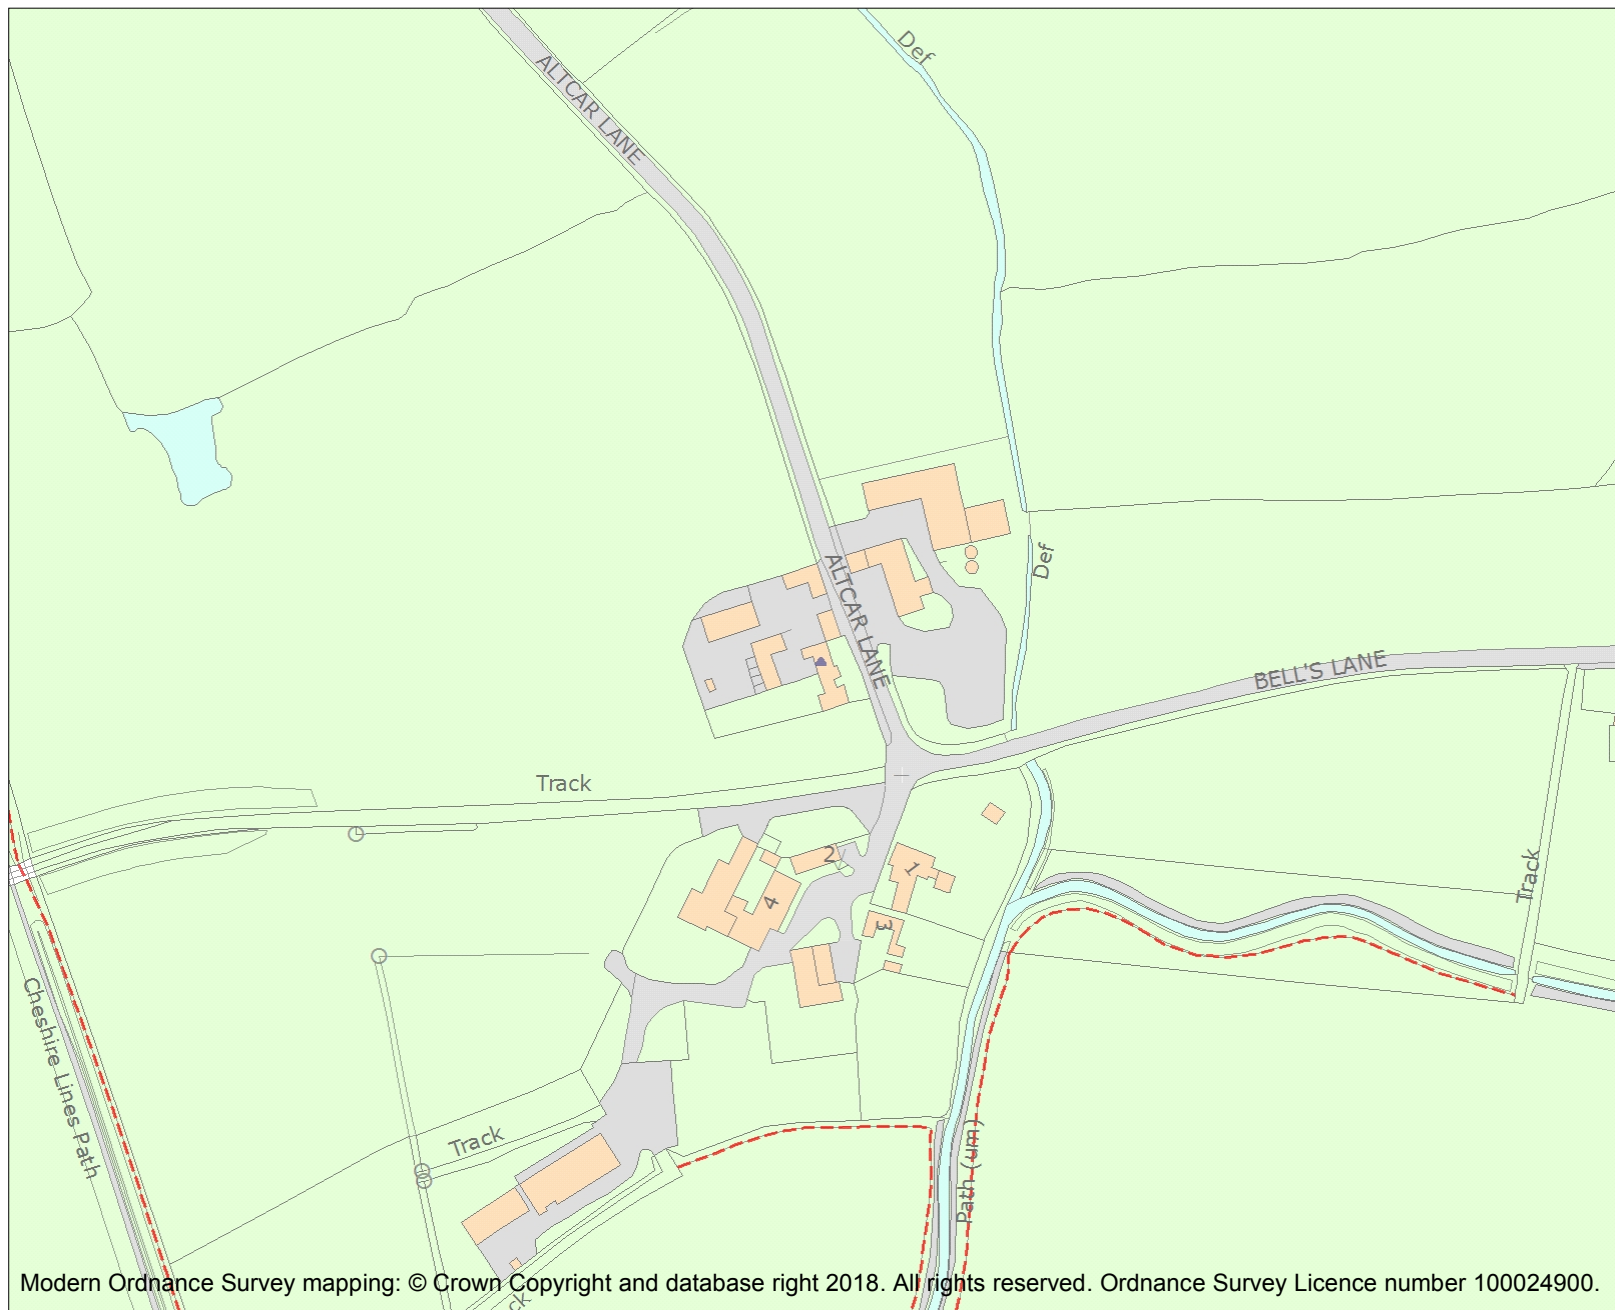 Def
ALTCAR LANE
ALTCAR LANE
Def
BELL'S LANE
Track
Track
2
1
4
3
Cheshire Lines Path
Track
Path (um)
Modern Ordnance Survey mapping: © Crown Copyright and database right 2018. All rights reserved. Ordnance Survey Licence number 100024900.